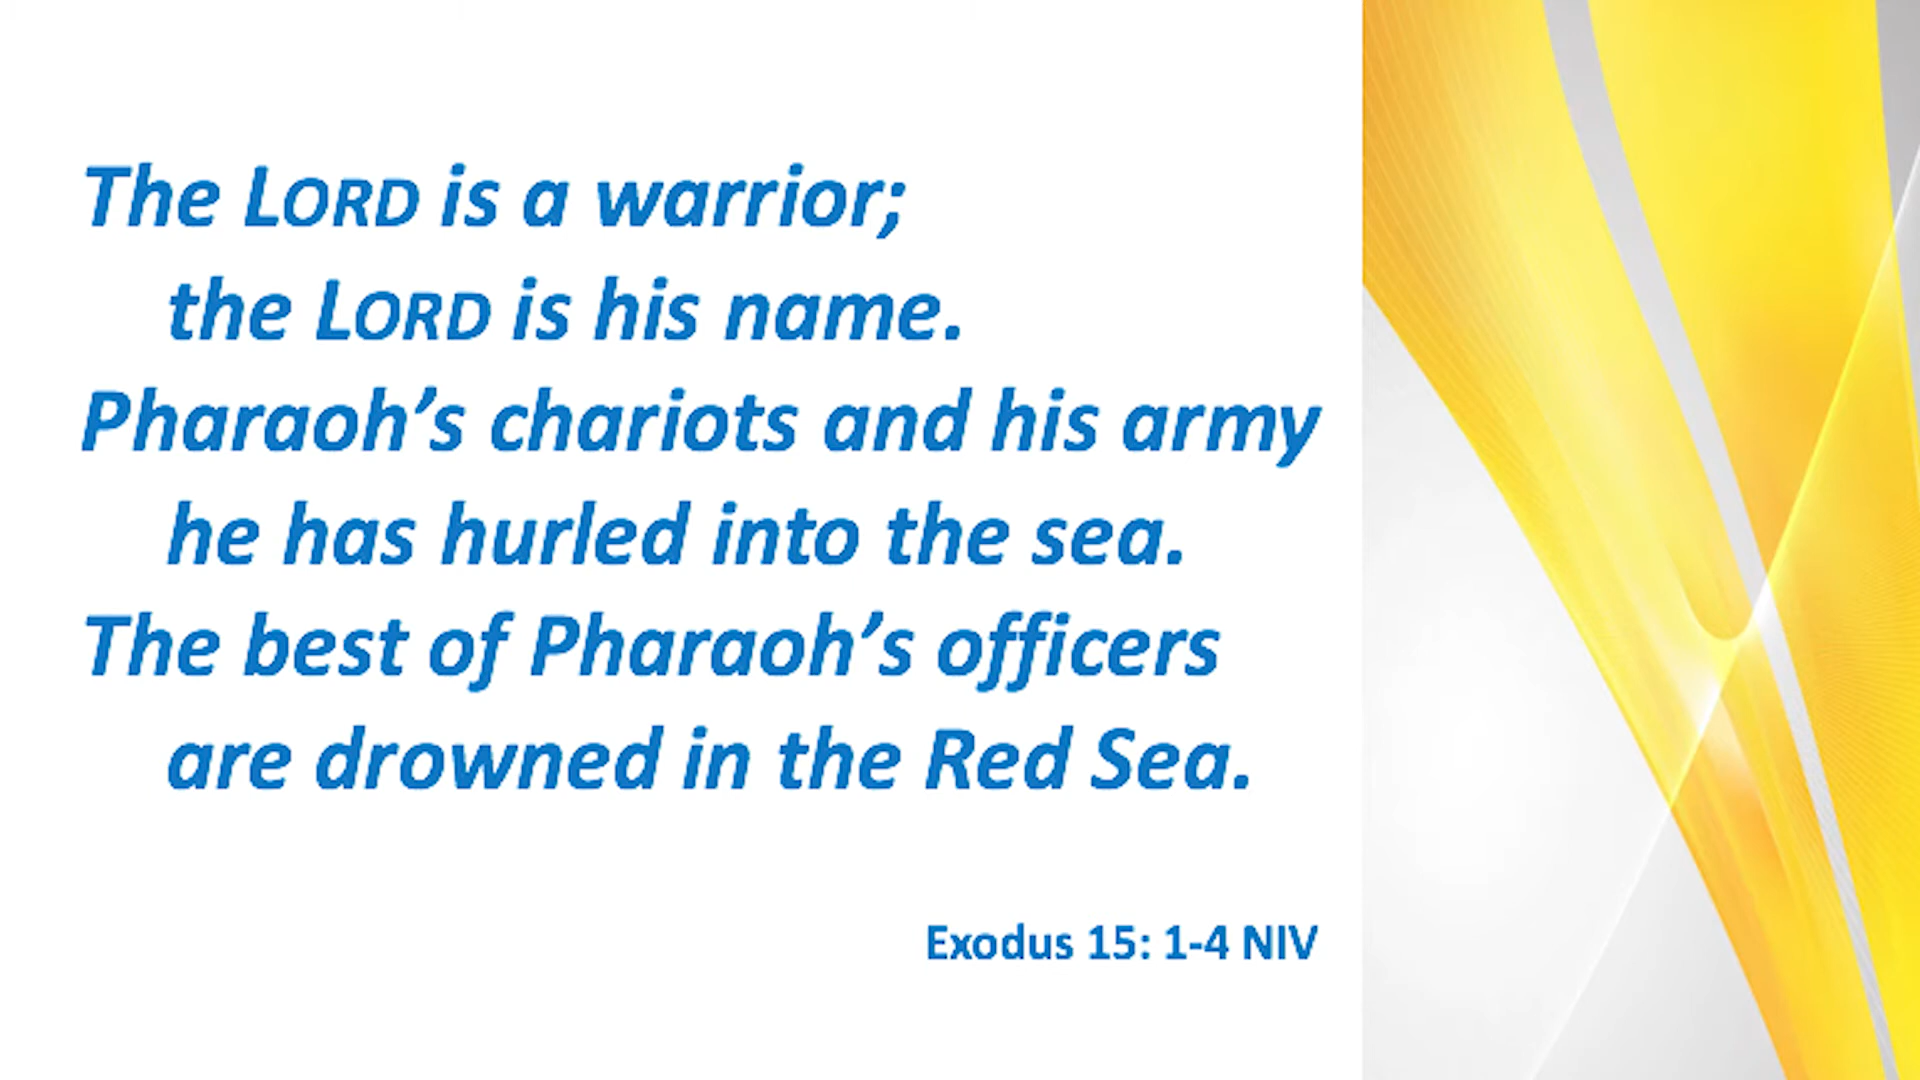 The LORD is a warrior;
the LORD is his name.
Pharaoh’s chariots and his army
he has hurled into the sea.
The best of Pharaoh’s officers
are drowned in the Red Sea.
Exodus 15: 1-4 NIV